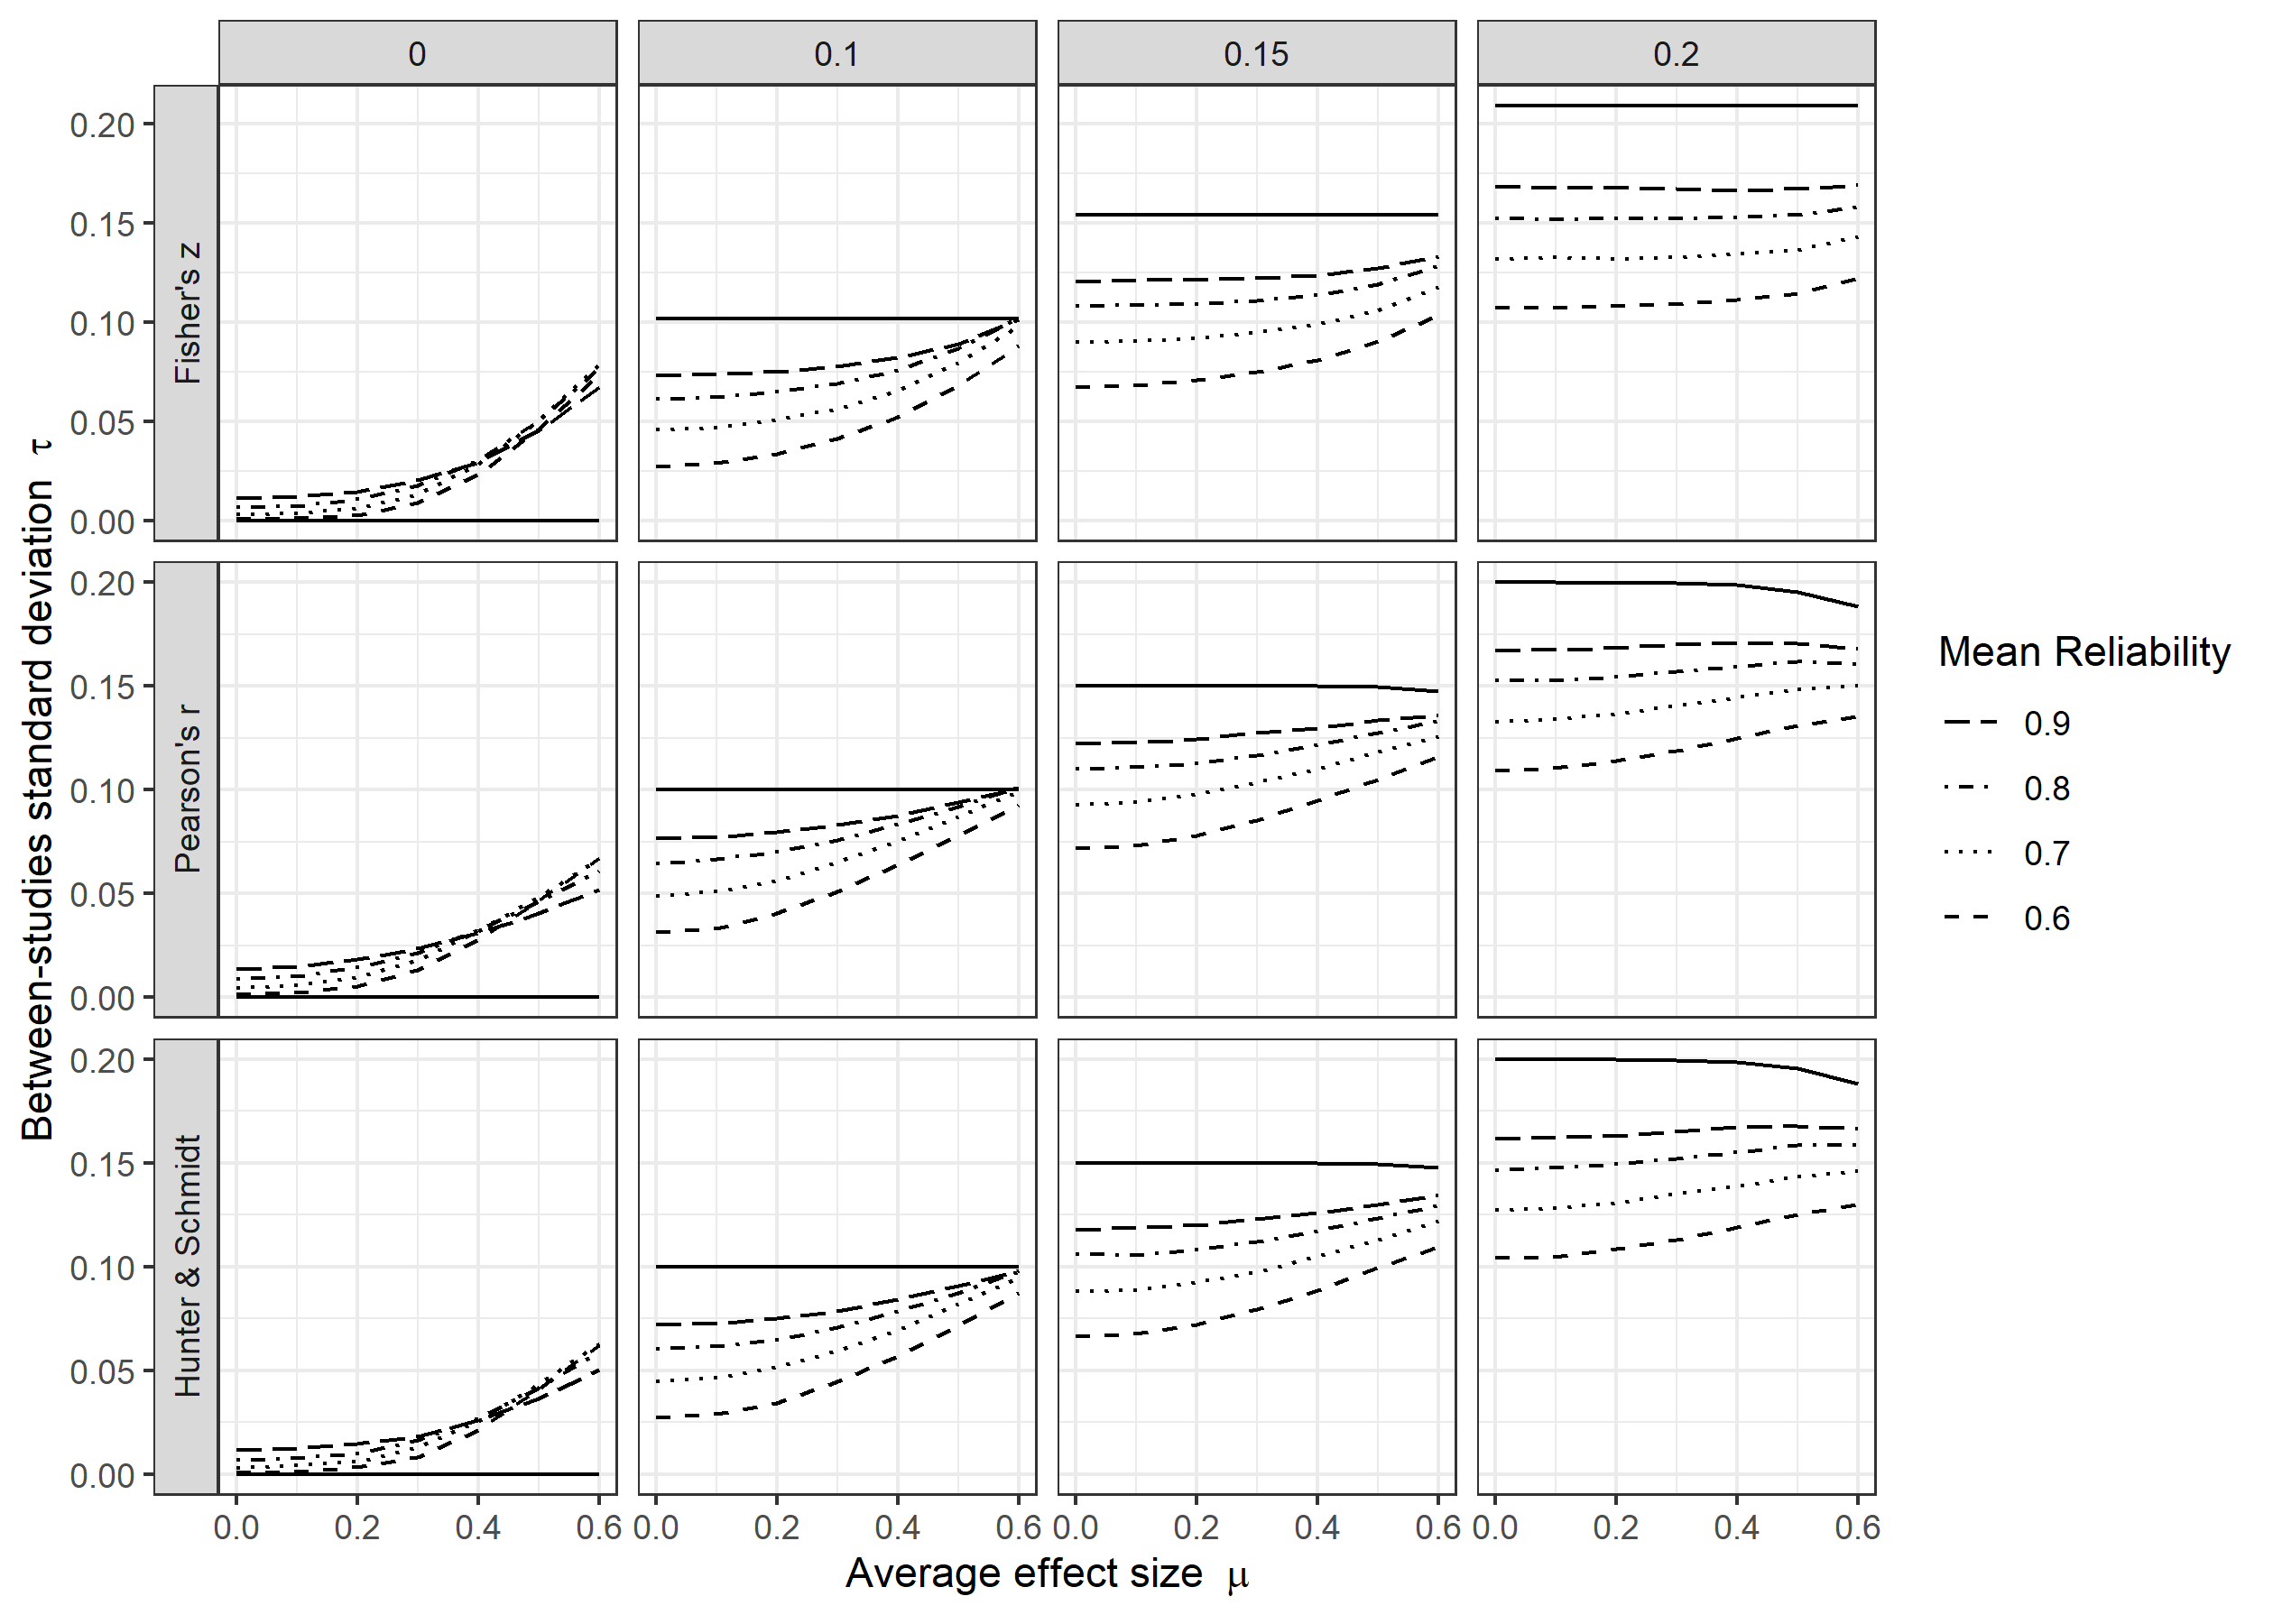 0 0.1 0.15 0.2
Fisher's z
0.20
0.15
0.10
0.05
0.00
Pearson's r
0.20
0.15
0.10
0.05
0.00
Hunter & Schmidt
0.20
0.15
0.10
0.05
0.00
Between-studies standard deviation τ
0.0 0.2 0.4 0.6 0.0 0.2 0.4 0.6 0.0 0.2 0.4 0.6 0.0 0.2 0.4 0.6
Average effect size μ
Mean Reliability
0.9
0.8
0.7
0.6